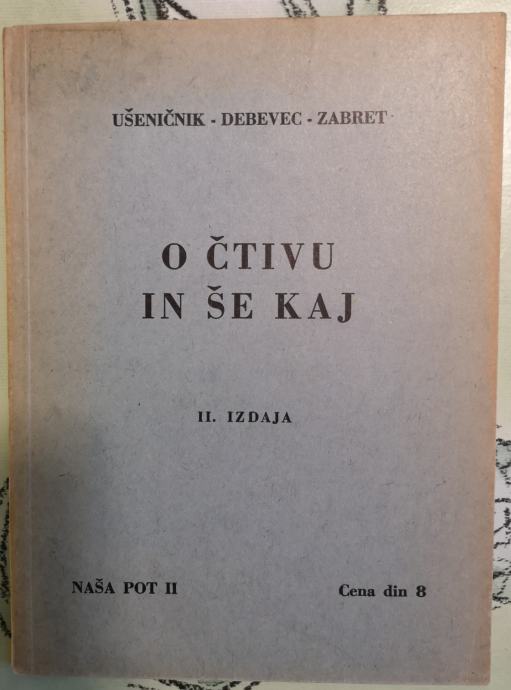 UŠENIČNIK - DEBEVEC - ZABRET
O ČTIVU
IN ŠE KAJ
II. IZDAJA
NAŠA POT II
Cena din 8